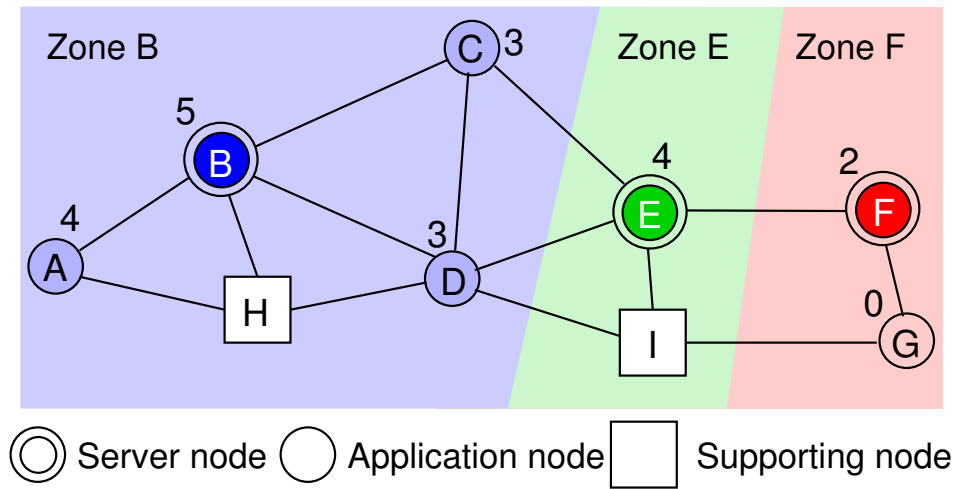 Zone B
Zone E
Zone F
C 3
5
B
4
E
2
F
4
A
3
D
H
I
0
G
Server node
Application node
Supporting node